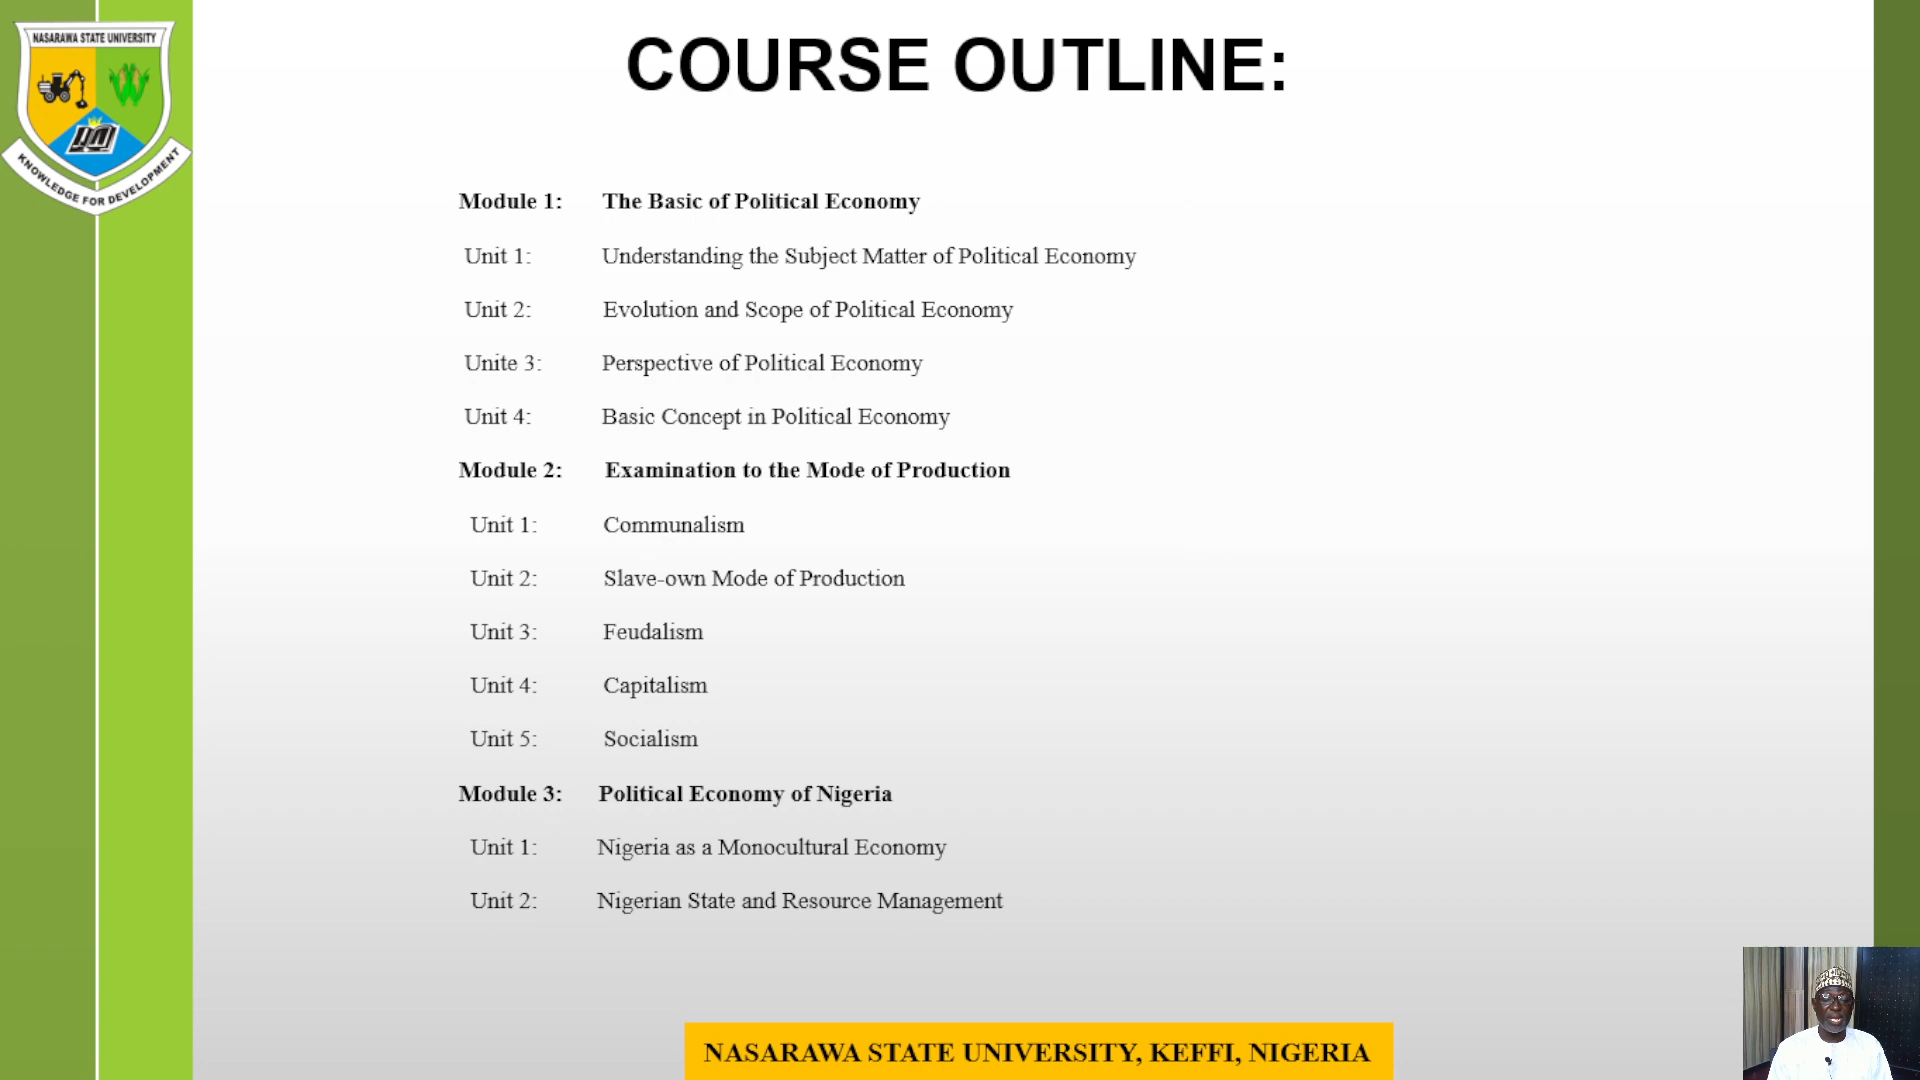 NASARAWA STATE UNIVERSITY
KNOWLEDGE FOR DEVELOPMENT
COURSE OUTLINE:
Module 1: The Basic of Political Economy
Unit 1: Understanding the Subject Matter of Political Economy
Unit 2: Evolution and Scope of Political Economy
Unite 3: Perspective of Political Economy
Unit 4: Basic Concept in Political Economy
Module 2: Examination to the Mode of Production
Unit 1: Communalism
Unit 2: Slave-own Mode of Production
Unit 3: Feudalism
Unit 4: Capitalism
Unit 5: Socialism
Module 3: Political Economy of Nigeria
Unit 1: Nigeria as a Monocultural Economy
Unit 2: Nigerian State and Resource Management
NASARAWA STATE UNIVERSITY, KEFFI, NIGERIA